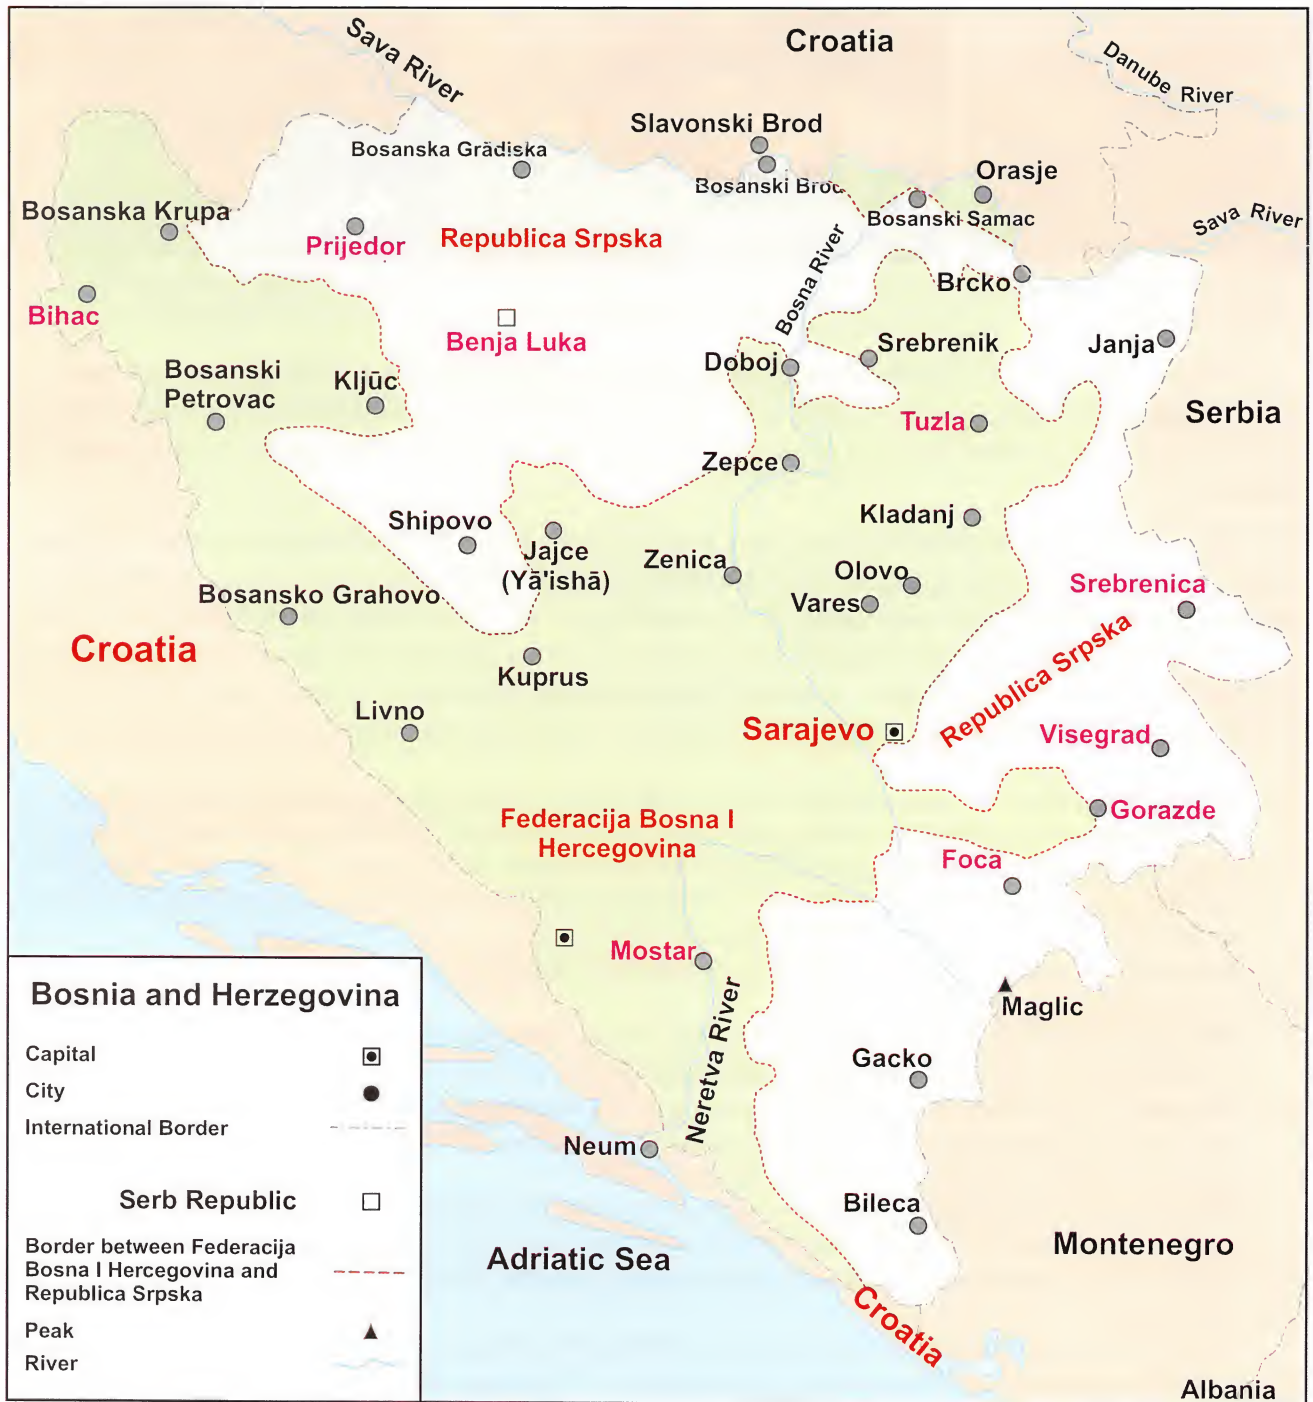 Croatia
Sava River
Danube River
Slavonski Brod
Bosanska Grādiska
Bosanski Brod
Orasje
Bosanska Krupa
Bosanski Samac
Sava River
Prijedor
Republica Srpska
Bosna River
Brcko
Bihac
Benja Luka
Srebrenik
Janja
Doboj
Bosanski
Petrovac
Kljūc
Serbia
Tuzla
Zepce
Shipovo
Kladanj
Jajce
(Yā'ishā)
Zenica
Olovo
Vares
Srebrenica
Bosansko Grahovo
Croatia
Republica Srpska
Kuprus
Livno
Sarajevo
Visegrad
Federacija Bosna I
Hercegovina
Gorazde
Foca
Mostar
Maglic
Neretva River
Gacko
Neum
Bileca
Adriatic Sea
Montenegro
Croatia
Albania
Bosnia and Herzegovina
Capital
City
International Border
Serb Republic
Border between Federacija
Bosna I Hercegovina and
Republica Srpska
Peak
River